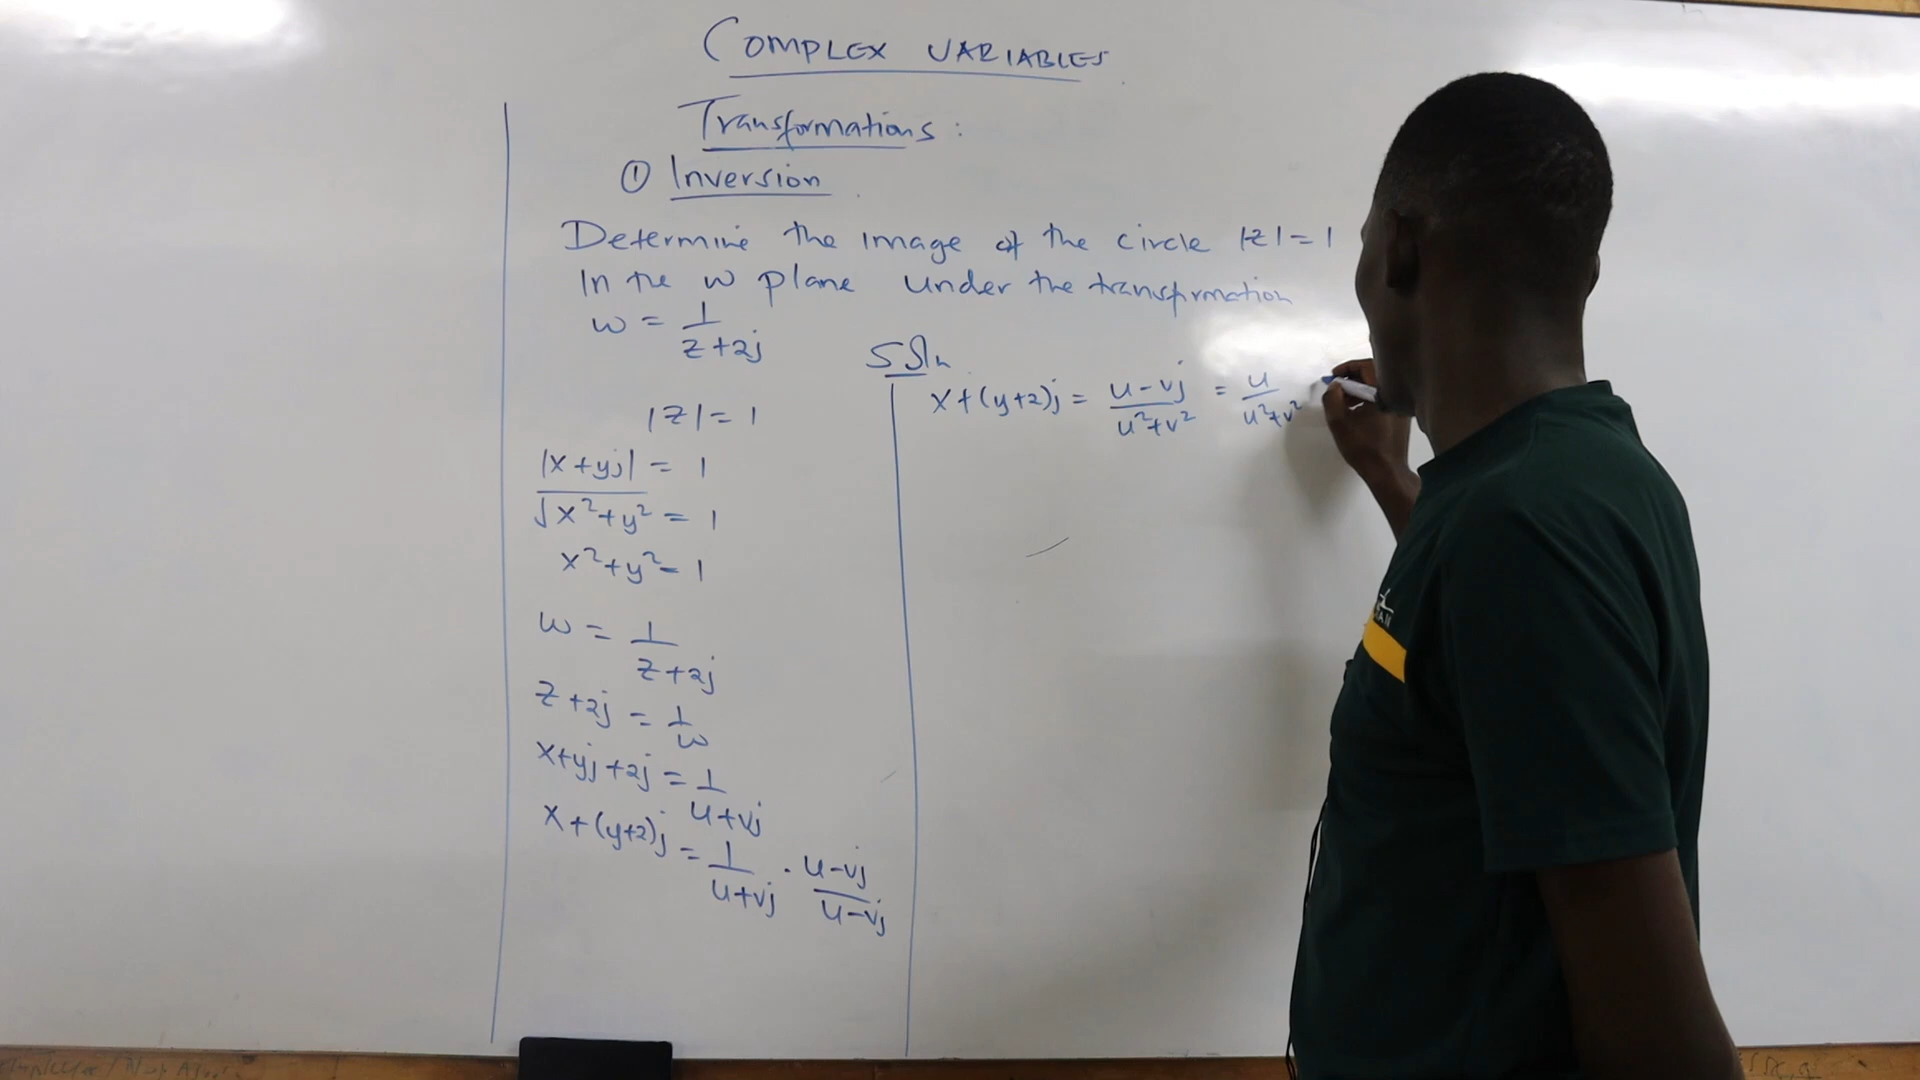 COMPLEX VARIABLES
Transformations:
① Inversion
Determine the image of the circle |z| = 1
In the w plane under the transformation
w = 1/(z+2j)
Soln
|z| = 1
|x+yj| = 1
√(x²+y²) = 1
x²+y² = 1
w = 1/(z+2j)
z+2j = 1/w
x+yj+2j = 1/(u+vj)
x+(y+2)j = 1/(u+vj) · (u-vj)/(u-vj)
x+(y+2)j = (u-vj)/(u²+v²) = u/(u²+v²)